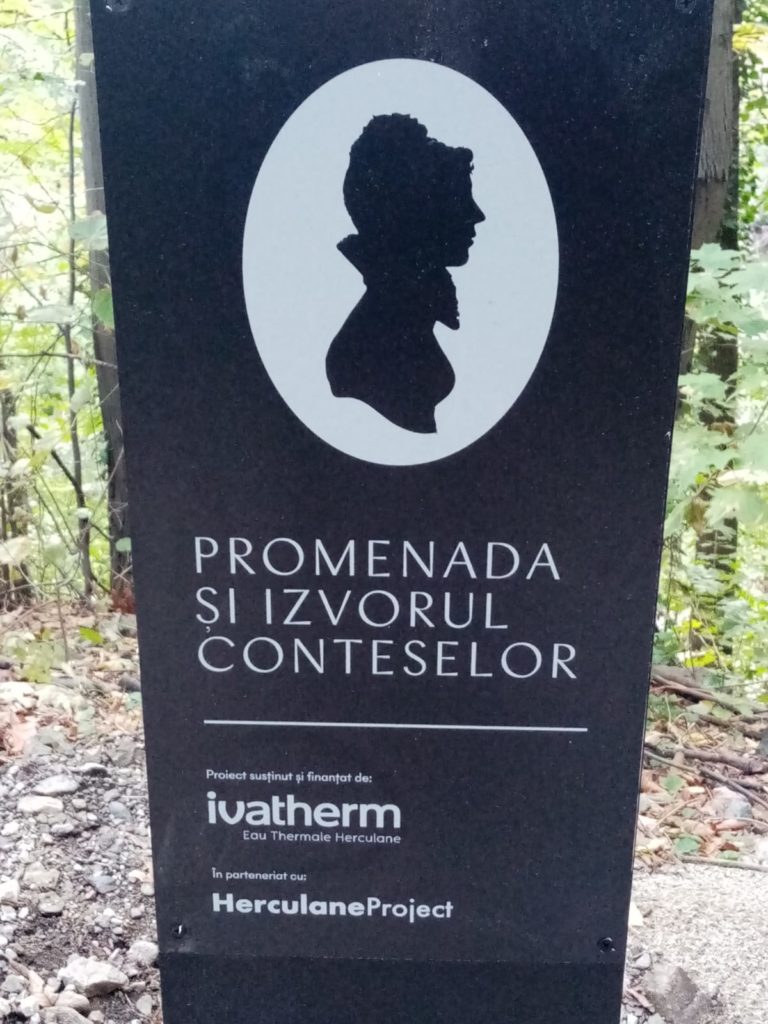 PROMENADA
ȘI IZVORUL
CONTESELOR
Proiect susținut și finanțat de:
ivatherm
Eau Thermale Herculane
În parteneriat cu:
HerculaneProject